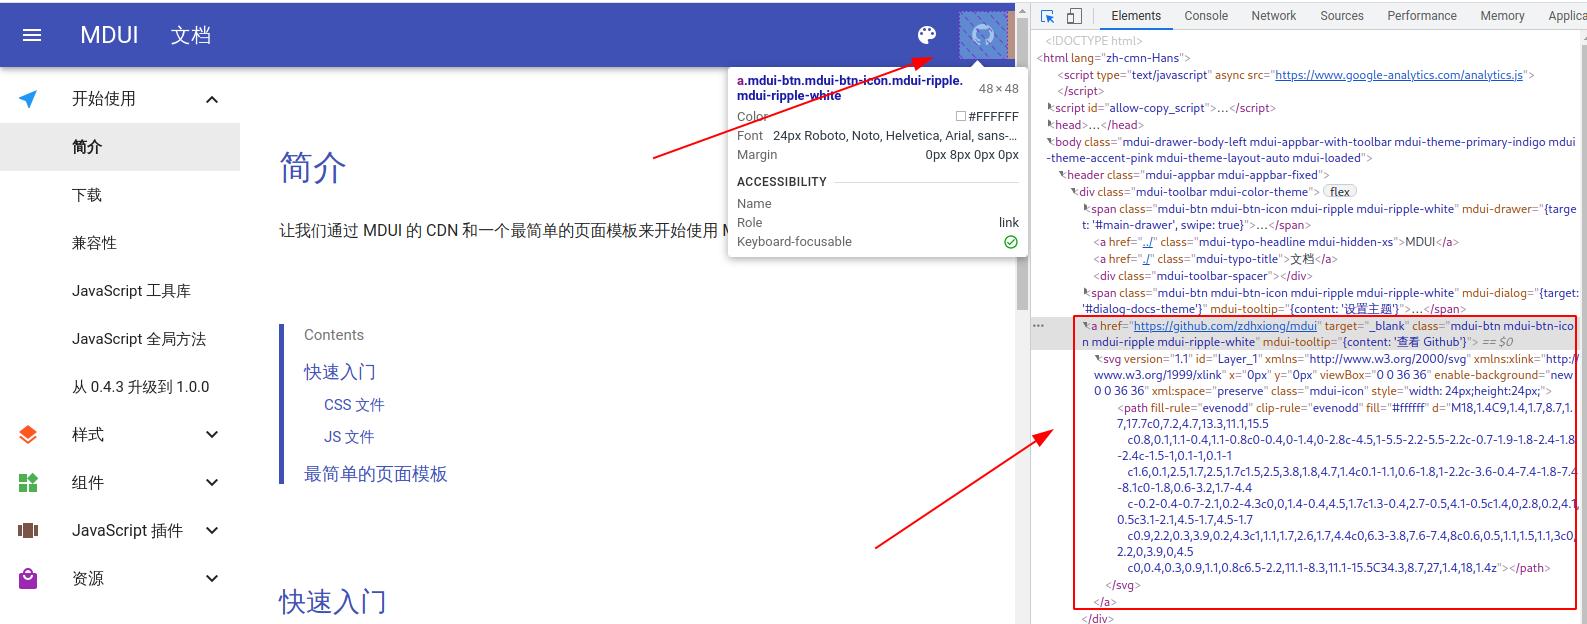 MDUI 文档
开始使用
简介
下载
兼容性
JavaScript 工具库
JavaScript 全局方法
从 0.4.3 升级到 1.0.0
样式
组件
JavaScript 插件
资源
简介
让我们通过 MDUI 的 CDN 和一个最简单的页面模板来开始使用 M
Contents
快速入门
CSS 文件
JS 文件
最简单的页面模板
快速入门
a.mdui-btn.mdui-btn-icon.mdui-ripple.
mdui-ripple-white
48 × 48
Color #FFFFFF
Font 24px Roboto, Noto, Helvetica, Arial, sans-…
Margin 0px 8px 0px 0px
ACCESSIBILITY
Name
Role link
Keyboard-focusable
Elements Console Network Sources Performance Memory Applica
<!DOCTYPE html>
<html lang="zh-cmn-Hans">
<script type="text/javascript" async src="https://www.google-analytics.com/analytics.js">
</script>
<script id="allow-copy_script">…</script>
<head>…</head>
<body class="mdui-drawer-body-left mdui-appbar-with-toolbar mdui-theme-primary-indigo mdui
-theme-accent-pink mdui-theme-layout-auto mdui-loaded">
<header class="mdui-appbar mdui-appbar-fixed">
<div class="mdui-toolbar mdui-color-theme"> flex
<span class="mdui-btn mdui-btn-icon mdui-ripple mdui-ripple-white" mdui-drawer="{targe
t: '#main-drawer', swipe: true}">…</span>
<a href="../" class="mdui-typo-headline mdui-hidden-xs">MDUI</a>
<a href="./" class="mdui-typo-title">文档</a>
<div class="mdui-toolbar-spacer"></div>
<span class="mdui-btn mdui-btn-icon mdui-ripple mdui-ripple-white" mdui-dialog="{target:
'#dialog-docs-theme'}" mdui-tooltip="{content: '设置主题'}">…</span>
<a href="https://github.com/zdhxiong/mdui" target="_blank" class="mdui-btn mdui-btn-ico
n mdui-ripple mdui-ripple-white" mdui-tooltip="{content: '查看 Github'}"> == $0
<svg version="1.1" id="Layer_1" xmlns="http://www.w3.org/2000/svg" xmlns:xlink="http://
www.w3.org/1999/xlink" x="0px" y="0px" viewBox="0 0 36 36" enable-background="new
0 0 36 36" xml:space="preserve" class="mdui-icon" style="width: 24px;height:24px;">
<path fill-rule="evenodd" clip-rule="evenodd" fill="#ffffff" d="M18,1.4C9,1.4,1.7,8.7,1.
7,17.7c0,7.2,4.7,13.3,11.1,15.5
c0.8,0.1,1.1-0.4,1.1-0.8c0-0.4,0-1.4,0-2.8c-4.5,1-5.5-2.2-5.5-2.2c-0.7-1.9-1.8-2.4-1.8
-2.4c-1.5-1,0.1-1,0.1-1
c1.6,0.1,2.5,1.7,2.5,1.7c1.5,2.5,3.8,1.8,4.7,1.4c0.1-1.1,0.6-1.8,1-2.2c-3.6-0.4-7.4-1.8-7.4
-8.1c0-1.8,0.6-3.2,1.7-4.4
c-0.2-0.4-0.7-2.1,0.2-4.3c0,0,1.4-0.4,4.5,1.7c1.3-0.4,2.7-0.5,4.1-0.5c1.4,0,2.8,0.2,4.1,
0.5c3.1-2.1,4.5-1.7,4.5-1.7
c0.9,2.2,0.3,3.9,0.2,4.3c1,1.1,1.7,2.6,1.7,4.4c0,6.3-3.8,7.6-7.4,8c0.6,0.5,1.1,1.5,1.1,3c0,
2.2,0,3.9,0,4.5
c0,0.4,0.3,0.9,1.1,0.8c6.5-2.2,11.1-8.3,11.1-15.5C34.3,8.7,27,1.4,18,1.4z"></path>
</svg>
</a>
</div>